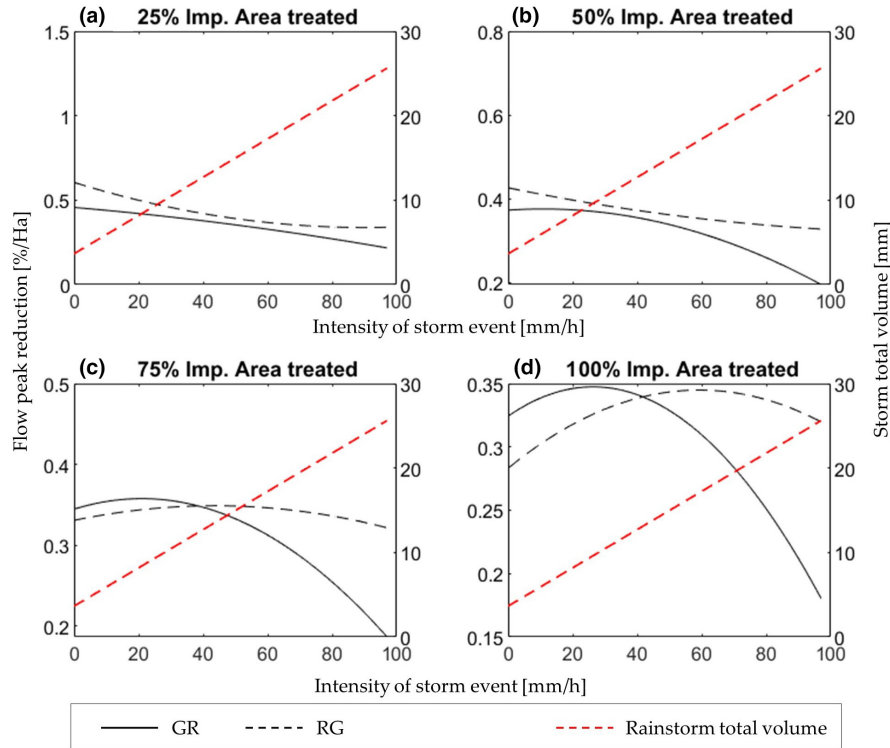 (a) 25% Imp. Area treated
(b) 50% Imp. Area treated
1.5
1
0.5
0
0 20 40 60 80 100
30
20
10
0
0.8
0.6
0.4
0.2
0 20 40 60 80 100
30
20
10
0
Intensity of storm event [mm/h]
Flow peak reduction [%/Ha]
Storm total volume [mm]
(c) 75% Imp. Area treated
(d) 100% Imp. Area treated
0.5
0.4
0.3
0.2
0 20 40 60 80 100
30
20
10
0
0.35
0.3
0.25
0.2
0.15
0 20 40 60 80 100
30
20
10
0
Intensity of storm event [mm/h]
GR RG Rainstorm total volume